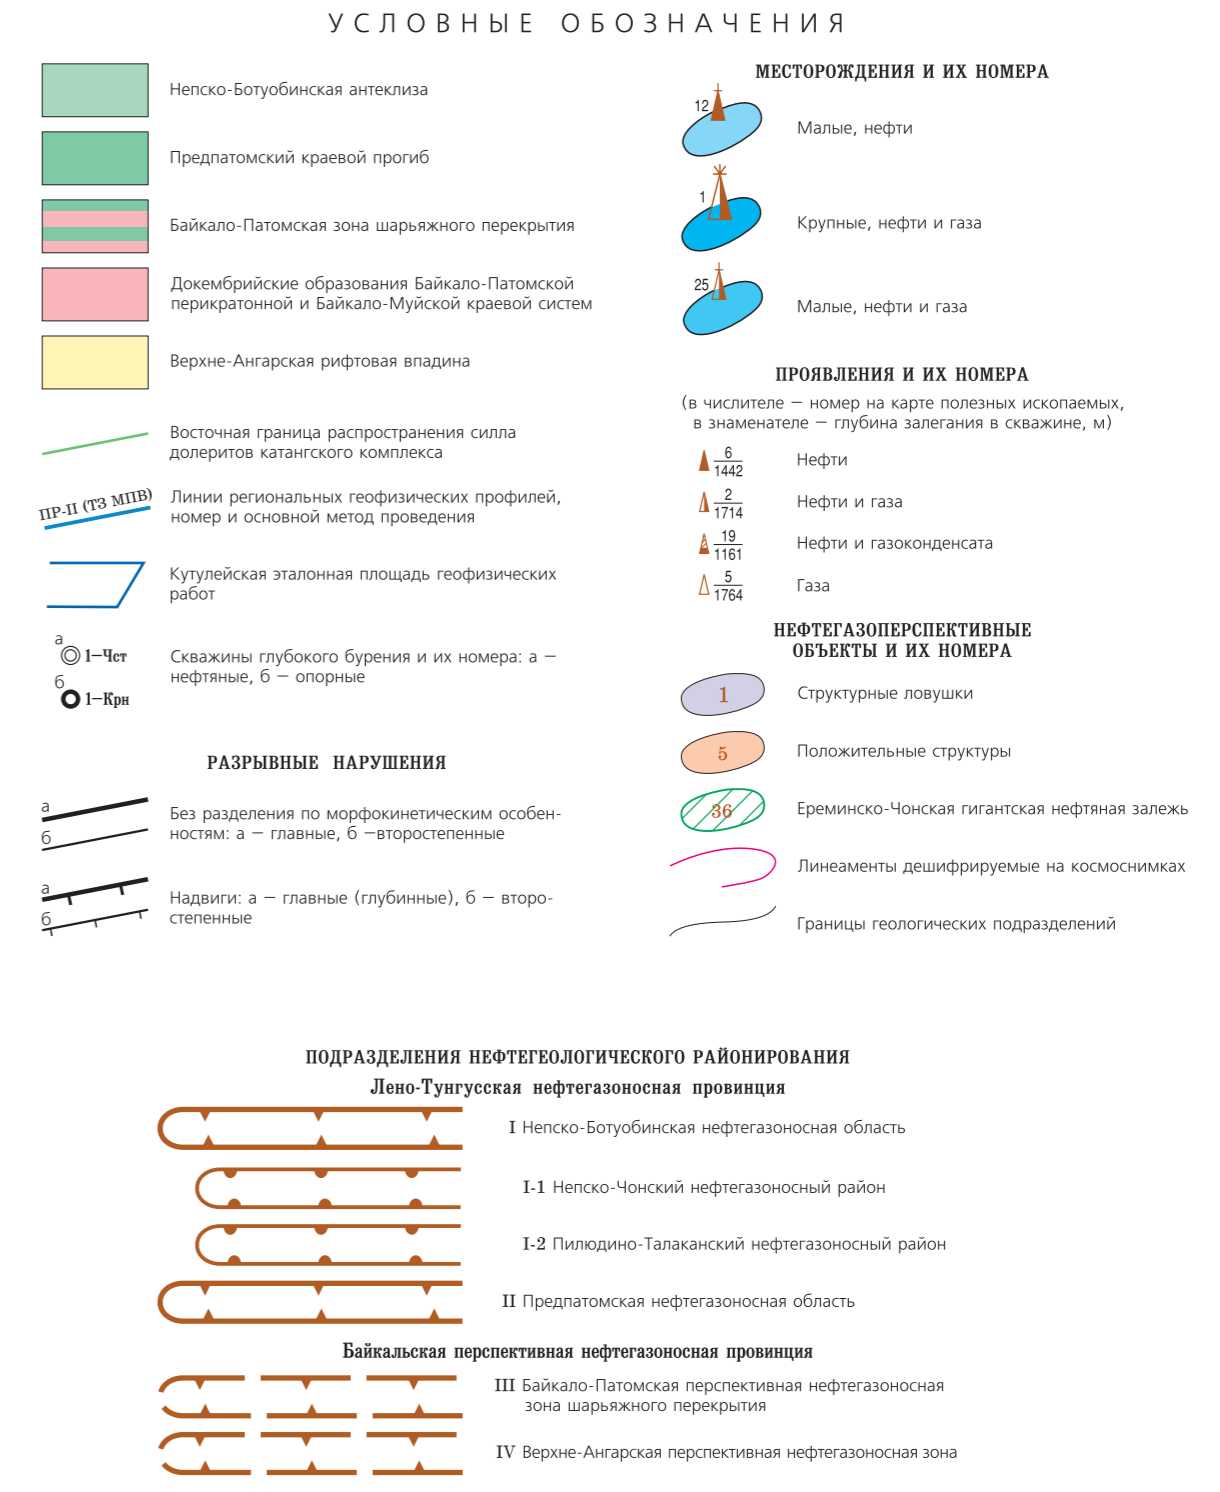 УСЛОВНЫЕ ОБОЗНАЧЕНИЯ
Непско-Ботуобинская антеклиза
Предпатомский краевой прогиб
Байкало-Патомская зона шарьяжного перекрытия
Докембрийские образования Байкало-Патомской
перикратонной и Байкало-Муйской краевой систем
Верхне-Ангарская рифтовая впадина
Восточная граница распространения силла
долеритов катангского комплекса
ПР-II (ТЗ МПВ)
Линии региональных геофизических профилей,
номер и основной метод проведения
Кутулейская эталонная площадь геофизических
работ
а
1–Чст
б
1–Крн
Скважины глубокого бурения и их номера: а –
нефтяные, б – опорные
РАЗРЫВНЫЕ НАРУШЕНИЯ
а
б
Без разделения по морфокинетическим особен-
ностям: а – главные, б –второстепенные
а
б
Надвиги: а – главные (глубинные), б – второ-
степенные
МЕСТОРОЖДЕНИЯ И ИХ НОМЕРА
12
Малые, нефти
1
Крупные, нефти и газа
25
Малые, нефти и газа
ПРОЯВЛЕНИЯ И ИХ НОМЕРА
(в числителе – номер на карте полезных ископаемых,
в знаменателе – глубина залегания в скважине, м)
6
1442
Нефти
2
1714
Нефти и газа
19
1161
Нефти и газоконденсата
5
1764
Газа
НЕФТЕГАЗОПЕРСПЕКТИВНЫЕ
ОБЪЕКТЫ И ИХ НОМЕРА
1
Структурные ловушки
5
Положительные структуры
36
Ереминско-Чонская гигантская нефтяная залежь
Линеаменты дешифрируемые на космоснимках
Границы геологических подразделений
ПОДРАЗДЕЛЕНИЯ НЕФТЕГЕОЛОГИЧЕСКОГО РАЙОНИРОВАНИЯ
Лено-Тунгусская нефтегазоносная провинция
I Непско-Ботуобинская нефтегазоносная область
I-1 Непско-Чонский нефтегазоносный район
I-2 Пилюдино-Талаканский нефтегазоносный район
II Предпатомская нефтегазоносная область
Байкальская перспективная нефтегазоносная провинция
III Байкало-Патомская перспективная нефтегазоносная
зона шарьяжного перекрытия
IV Верхне-Ангарская перспективная нефтегазоносная зона